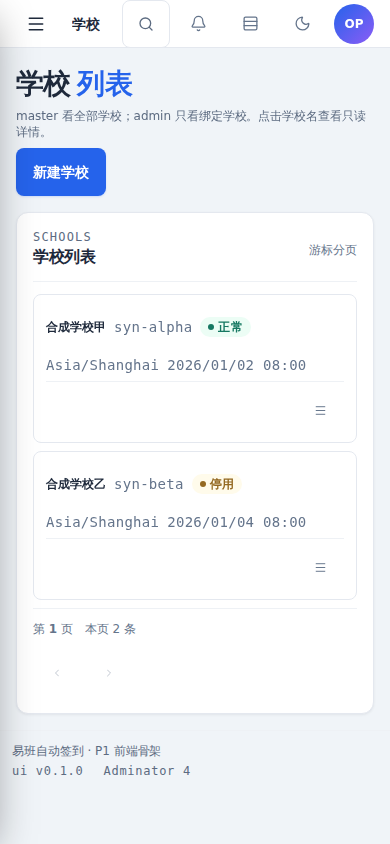 学校
OP
学校 列表
master 看全部学校；admin 只看绑定学校。点击学校名查看只读
详情。
新建学校
SCHOOLS
学校列表
游标分页
合成学校甲 syn-alpha 正常
Asia/Shanghai 2026/01/02 08:00
合成学校乙 syn-beta 停用
Asia/Shanghai 2026/01/04 08:00
第 1 页 本页 2 条
易班自动签到 · P1 前端骨架
ui v0.1.0 Adminator 4